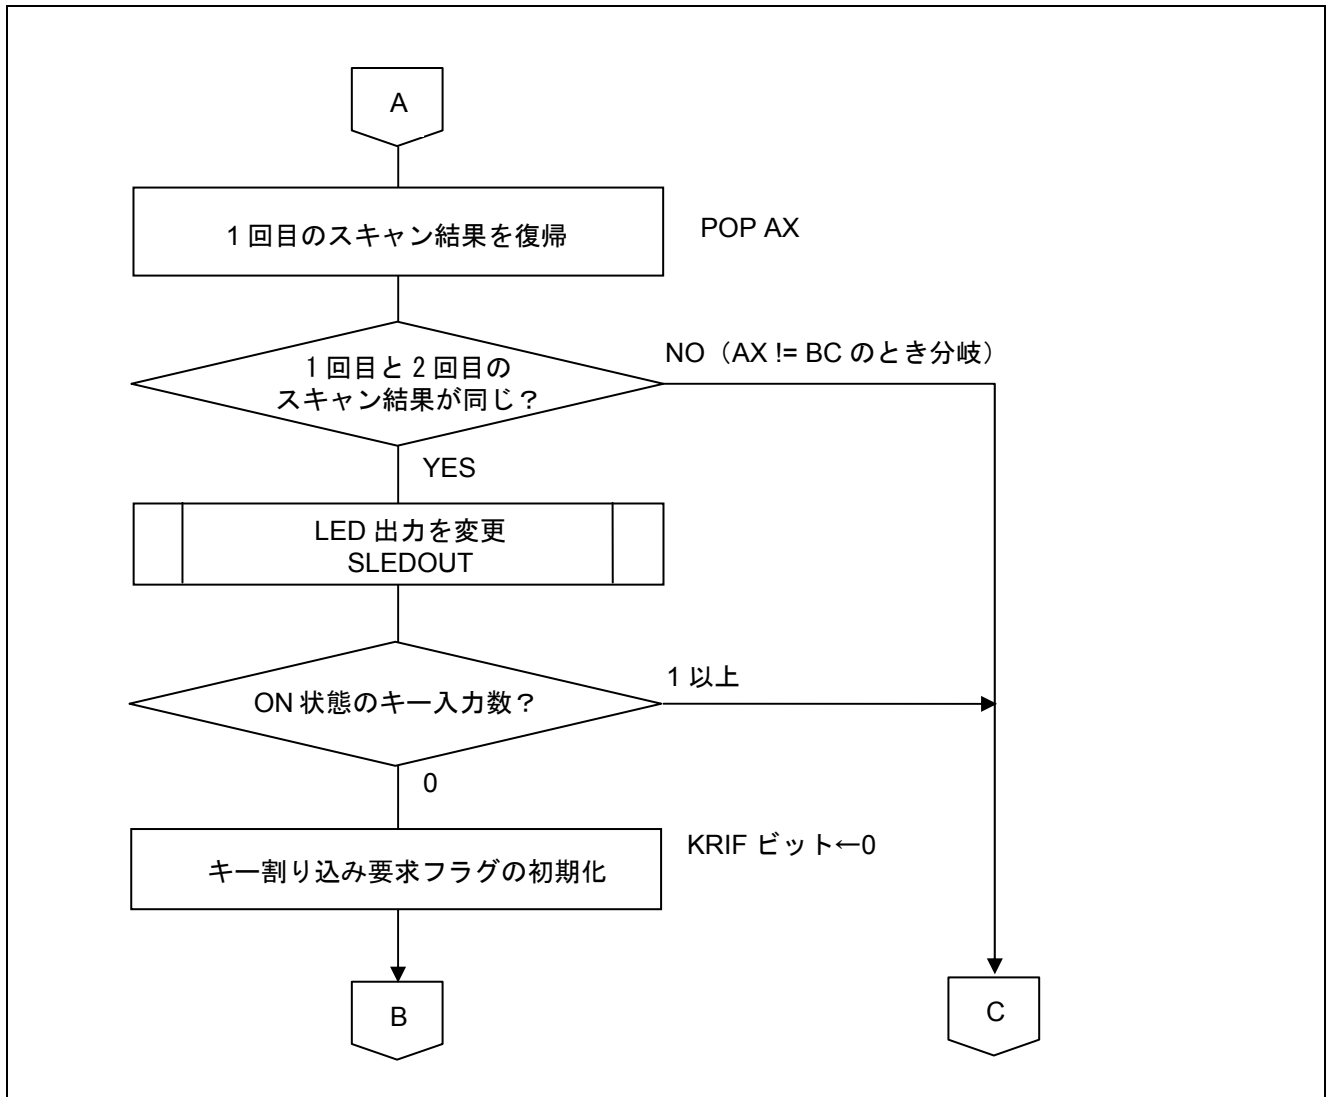 A
1 回目のスキャン結果を復帰
POP AX
1 回目と 2 回目の
スキャン結果が同じ？
NO（AX != BC のとき分岐）
YES
LED 出力を変更
SLEDOUT
ON 状態のキー入力数？
1 以上
0
キー割り込み要求フラグの初期化
KRIF ビット←0
B
C